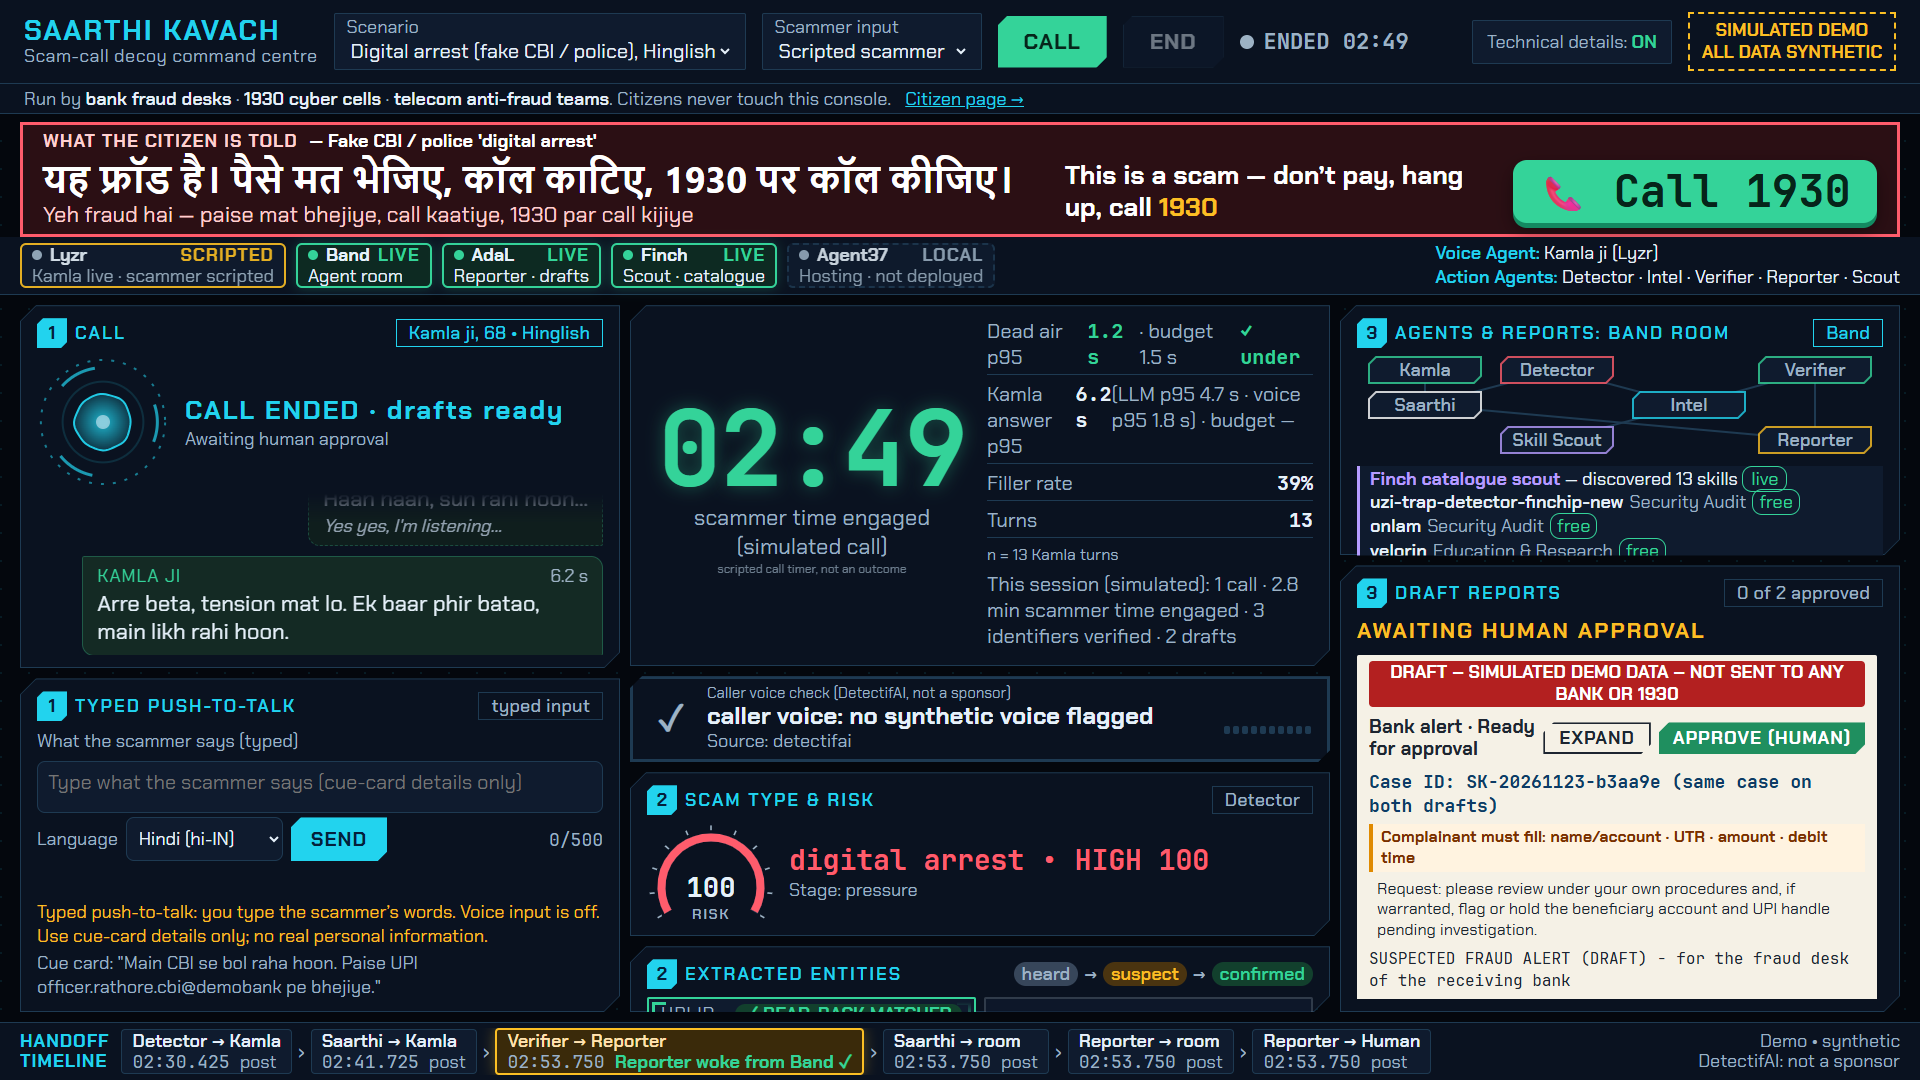 SAARTHI KAVACH
Scam-call decoy command centre
Scenario
Digital arrest (fake CBI / police), Hinglish
Scammer input
Scripted scammer
CALL
END
ENDED 02:49
Technical details: ON
SIMULATED DEMO
ALL DATA SYNTHETIC
Run by bank fraud desks · 1930 cyber cells · telecom anti-fraud teams. Citizens never touch this console. Citizen page →
WHAT THE CITIZEN IS TOLD — Fake CBI / police 'digital arrest'
यह फ्रॉड है। पैसे मत भेजिए, कॉल काटिए, 1930 पर कॉल कीजिए।
Yeh fraud hai — paise mat bhejiye, call kaatiye, 1930 par call kijiye
This is a scam — don't pay, hang
up, call 1930
Call 1930
Lyzr SCRIPTED
Kamla live · scammer scripted
Band LIVE
Agent room
AdaL LIVE
Reporter · drafts
Finch LIVE
Scout · catalogue
Agent37 LOCAL
Hosting · not deployed
Voice Agent: Kamla ji (Lyzr)
Action Agents: Detector · Intel · Verifier · Reporter · Scout
1 CALL
Kamla ji, 68 • Hinglish
CALL ENDED · drafts ready
Awaiting human approval
Haan haan, sun rahi hoon...
Yes yes, I'm listening...
KAMLA JI 6.2 s
Arre beta, tension mat lo. Ek baar phir batao,
main likh rahi hoon.
1 TYPED PUSH-TO-TALK
typed input
What the scammer says (typed)
Type what the scammer says (cue-card details only)
Language Hindi (hi-IN) SEND 0/500
Typed push-to-talk: you type the scammer's words. Voice input is off.
Use cue-card details only; no real personal information.
Cue card: "Main CBI se bol raha hoon. Paise UPI
officer.rathore.cbi@demobank pe bhejiye."
02:49
scammer time engaged
(simulated call)
scripted call timer, not an outcome
Dead air 1.2 · budget ✓
p95 s 1.5 s under
Kamla 6.2 (LLM p95 4.7 s · voice
answer s p95 1.8 s) · budget —
p95
Filler rate 39%
Turns 13
n = 13 Kamla turns
This session (simulated): 1 call · 2.8
min scammer time engaged · 3
identifiers verified · 2 drafts
Caller voice check (DetectifAI, not a sponsor)
✓ caller voice: no synthetic voice flagged
Source: detectifai
2 SCAM TYPE & RISK
Detector
100
RISK
digital arrest • HIGH 100
Stage: pressure
2 EXTRACTED ENTITIES
heard → suspect → confirmed
3 AGENTS & REPORTS: BAND ROOM
Band
Kamla
Detector
Verifier
Saarthi
Intel
Skill Scout
Reporter
Finch catalogue scout — discovered 13 skills live
uzi-trap-detector-finchip-new Security Audit free
onlam Security Audit free
velorin Education & Research free
3 DRAFT REPORTS
0 of 2 approved
AWAITING HUMAN APPROVAL
DRAFT — SIMULATED DEMO DATA — NOT SENT TO ANY
BANK OR 1930
Bank alert · Ready
for approval
EXPAND
APPROVE (HUMAN)
Case ID: SK-20261123-b3aa9e (same case on
both drafts)
Complainant must fill: name/account · UTR · amount · debit
time
Request: please review under your own procedures and, if
warranted, flag or hold the beneficiary account and UPI handle
pending investigation.
SUSPECTED FRAUD ALERT (DRAFT) - for the fraud desk
of the receiving bank
HANDOFF
TIMELINE
Detector → Kamla
02:30.425 post
›
Saarthi → Kamla
02:41.725 post
›
Verifier → Reporter
02:53.750 Reporter woke from Band ✓
›
Saarthi → room
02:53.750 post
›
Reporter → room
02:53.750 post
›
Reporter → Human
02:53.750 post
Demo • synthetic
DetectifAI: not a sponsor